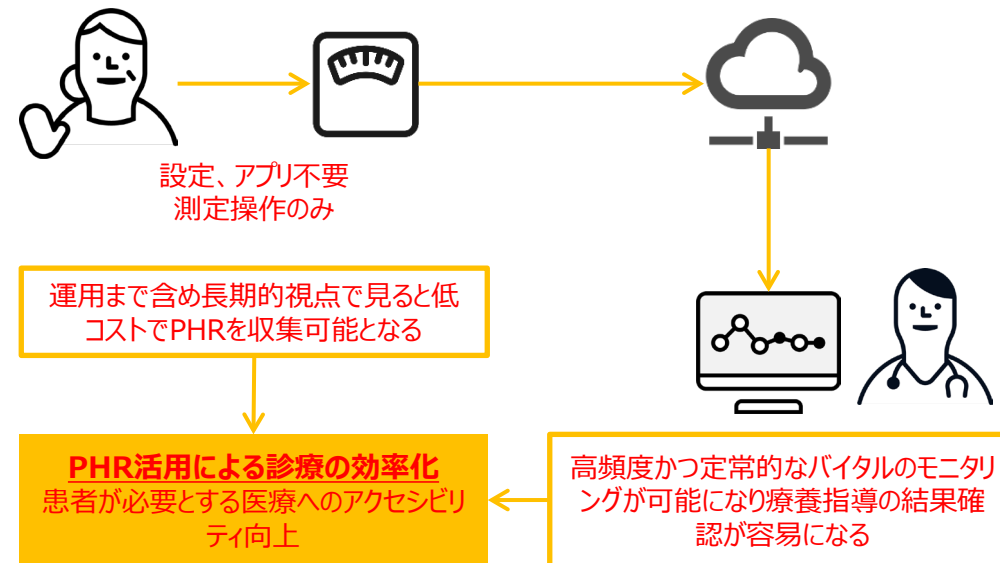 設定、アプリ不要
測定操作のみ
運用まで含め長期的視点で見ると低
コストでPHRを収集可能となる
PHR活用による診療の効率化
患者が必要とする医療へのアクセシビリ
ティ向上
高頻度かつ定常的なバイタルのモニタリ
ングが可能になり療養指導の結果確
認が容易になる